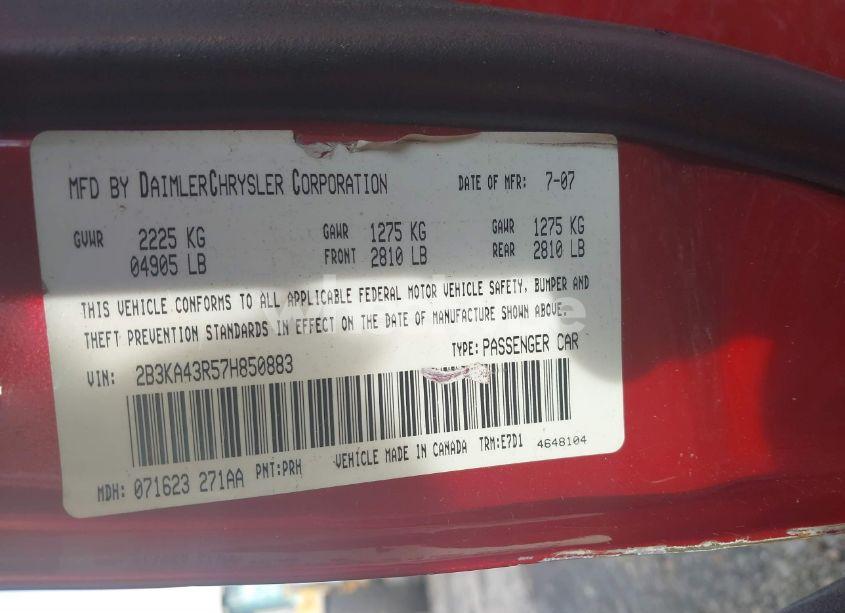 MFD BY DAIMLERCHRYSLER CORPORATION DATE OF MFR: 7-07
GVWR 2225 KG GAWR 1275 KG GAWR 1275 KG
04905 LB FRONT 2810 LB REAR 2810 LB
THIS VEHICLE CONFORMS TO ALL APPLICABLE FEDERAL MOTOR VEHICLE SAFETY, BUMPER AND
THEFT PREVENTION STANDARDS IN EFFECT ON THE DATE OF MANUFACTURE SHOWN ABOVE.
VIN: 2B3KA43R57H850883 TYPE: PASSENGER CAR
MDH: 071623 271AA PNT:PRH VEHICLE MADE IN CANADA TRM:E7D1 4648104